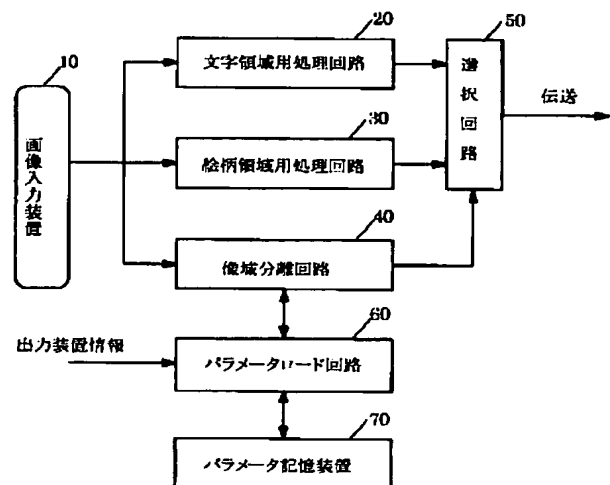 20
文字領域用処理回路
50
選択回路
10
画像入力装置
伝送
30
絵柄領域用処理回路
40
像域分離回路
60
出力装置情報
パラメータロード回路
70
パラメータ記憶装置